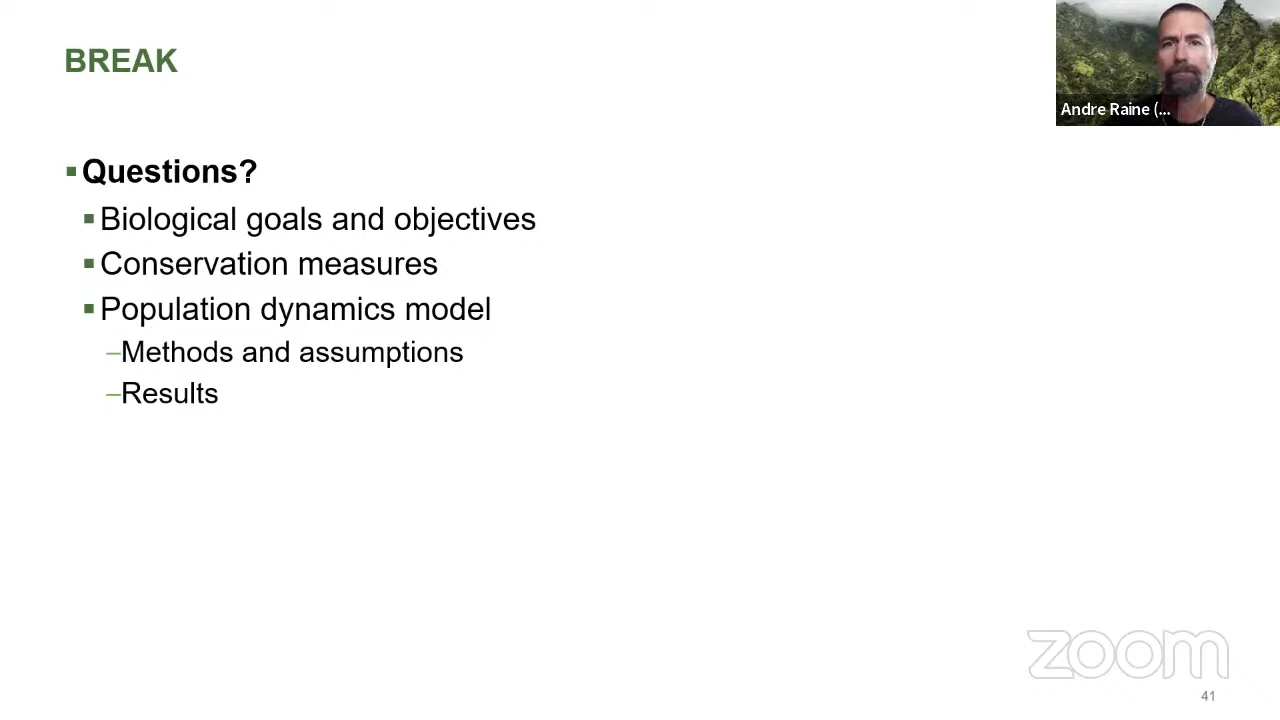 BREAK
Andre Raine (...
Questions?
Biological goals and objectives
Conservation measures
Population dynamics model
–Methods and assumptions
–Results
zoom
41